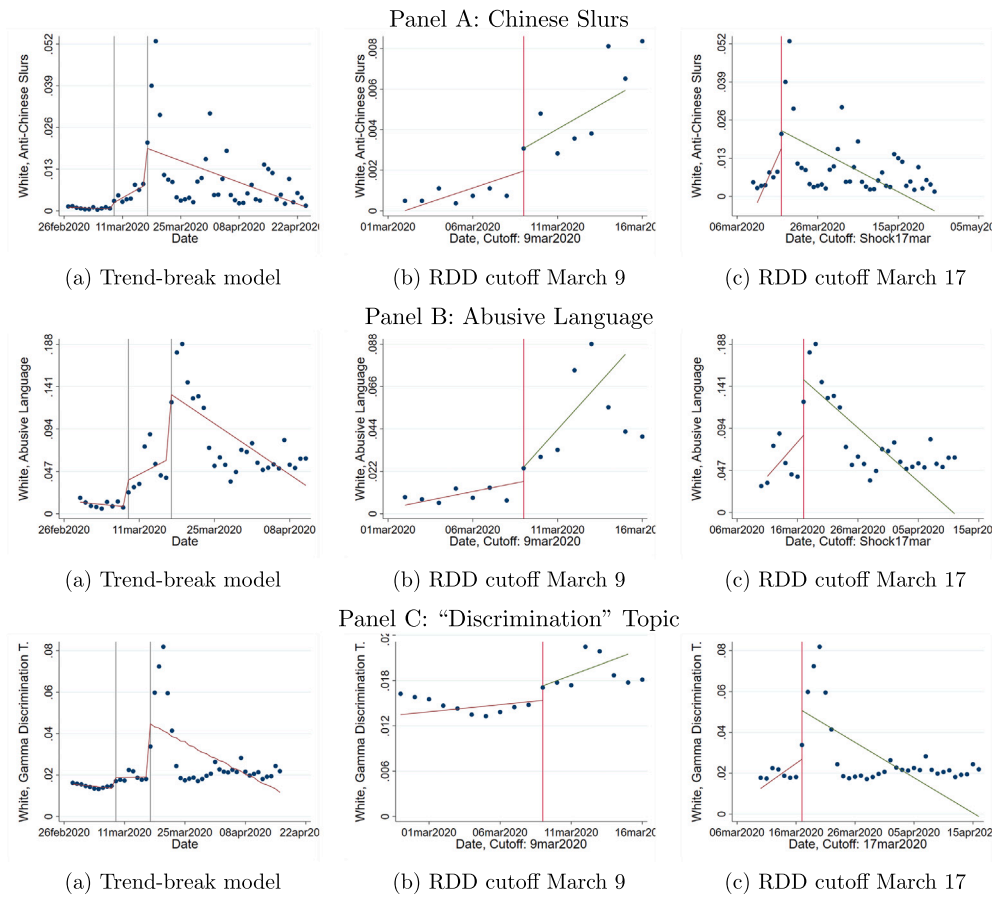 Panel A: Chinese Slurs
White, Anti-Chinese Slurs
.052
.039
.026
.013
0
26feb2020 11mar2020 25mar2020 08apr2020 22apr202
Date
(a) Trend-break model
White, Anti-Chinese Slurs
.008
.006
.004
.002
0
01mar2020 06mar2020 11mar2020 16mar20
Date, Cutoff: 9mar2020
(b) RDD cutoff March 9
White, Anti-Chinese Slurs
.052
.039
.026
.013
0
06mar2020 26mar2020 15apr2020 05may20
Date, Cutoff: Shock17mar
(c) RDD cutoff March 17
Panel B: Abusive Language
White, Abusive Language
.188
.141
.094
.047
0
26feb2020 11mar2020 25mar2020 08apr2020
Date
(a) Trend-break model
White, Abusive Language
.088
.066
.044
.022
0
01mar2020 06mar2020 11mar2020 16mar20
Date, Cutoff: 9mar2020
(b) RDD cutoff March 9
White, Abusive Language
.188
.141
.094
.047
0
06mar2020 16mar2020 26mar2020 05apr2020 15apr20
Date, Cutoff: Shock17mar
(c) RDD cutoff March 17
Panel C: “Discrimination” Topic
White, Gamma Discrimination T.
.08
.06
.04
.02
0
26feb2020 11mar2020 25mar2020 08apr2020 22apr20
Date
(a) Trend-break model
White, Gamma Discrimination T.
.018
.012
.006
0
01mar2020 06mar2020 11mar2020 16mar20
Date, Cutoff: 9mar2020
(b) RDD cutoff March 9
White, Gamma Discrimination T.
.08
.06
.04
.02
0
06mar2020 16mar2020 26mar2020 05apr2020 15apr20
Date, Cutoff: 17mar2020
(c) RDD cutoff March 17